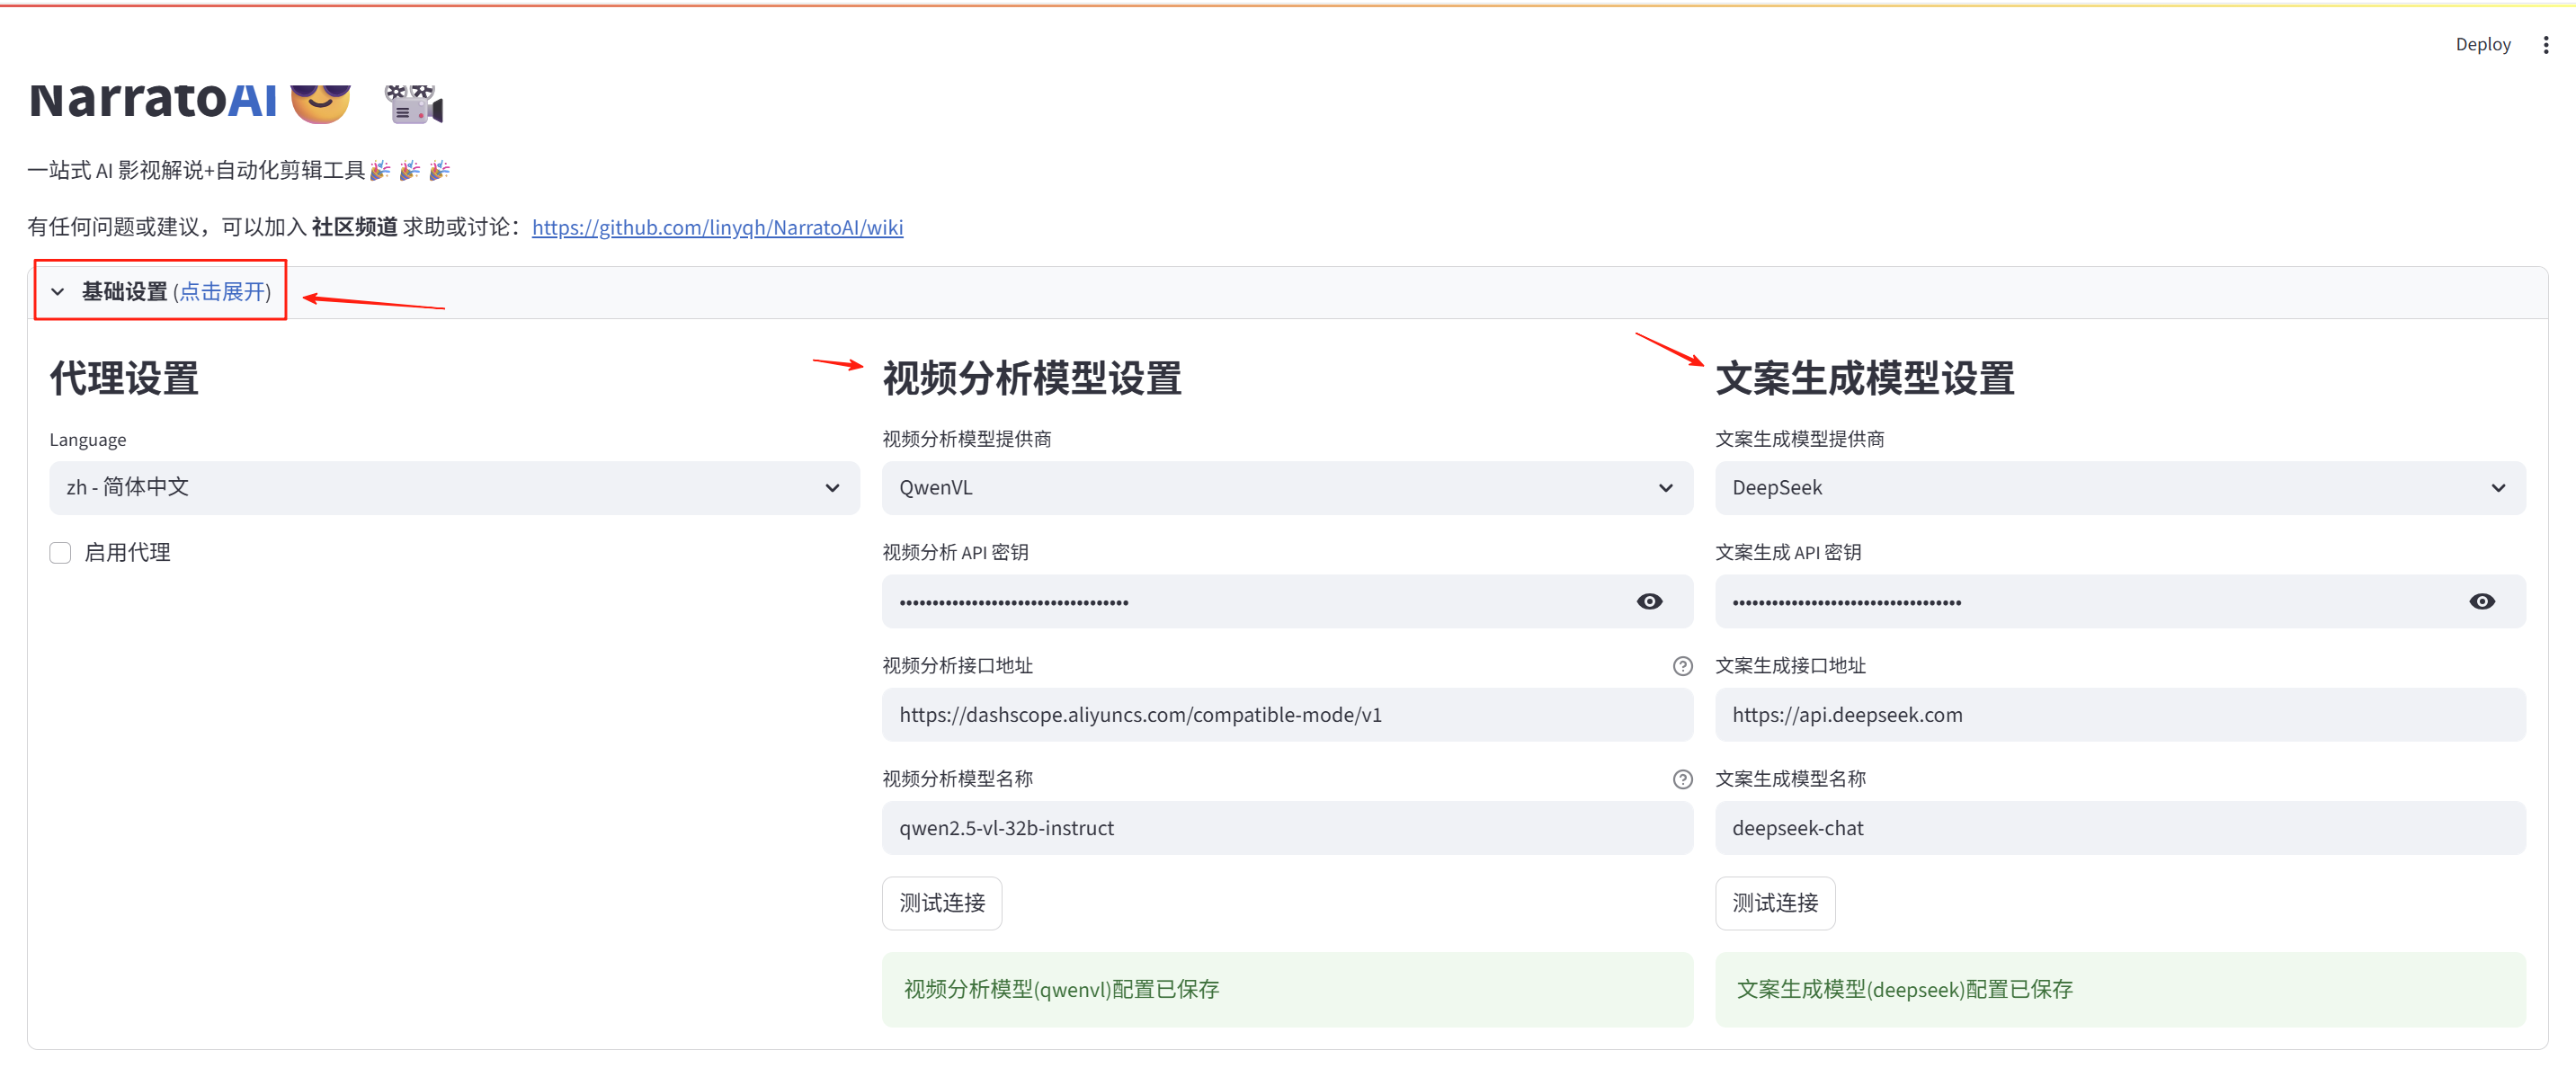 Deploy
NarratoAI
一站式 AI 影视解说+自动化剪辑工具🎉 🎉 🎉
有任何问题或建议，可以加入 社区频道 求助或讨论：https://github.com/linyqh/NarratoAI/wiki
基础设置 (点击展开)
代理设置
Language
zh - 简体中文
启用代理
视频分析模型设置
视频分析模型提供商
QwenVL
视频分析 API 密钥
视频分析接口地址
https://dashscope.aliyuncs.com/compatible-mode/v1
视频分析模型名称
qwen2.5-vl-32b-instruct
测试连接
视频分析模型(qwenvl)配置已保存
文案生成模型设置
文案生成模型提供商
DeepSeek
文案生成 API 密钥
文案生成接口地址
https://api.deepseek.com
文案生成模型名称
deepseek-chat
测试连接
文案生成模型(deepseek)配置已保存